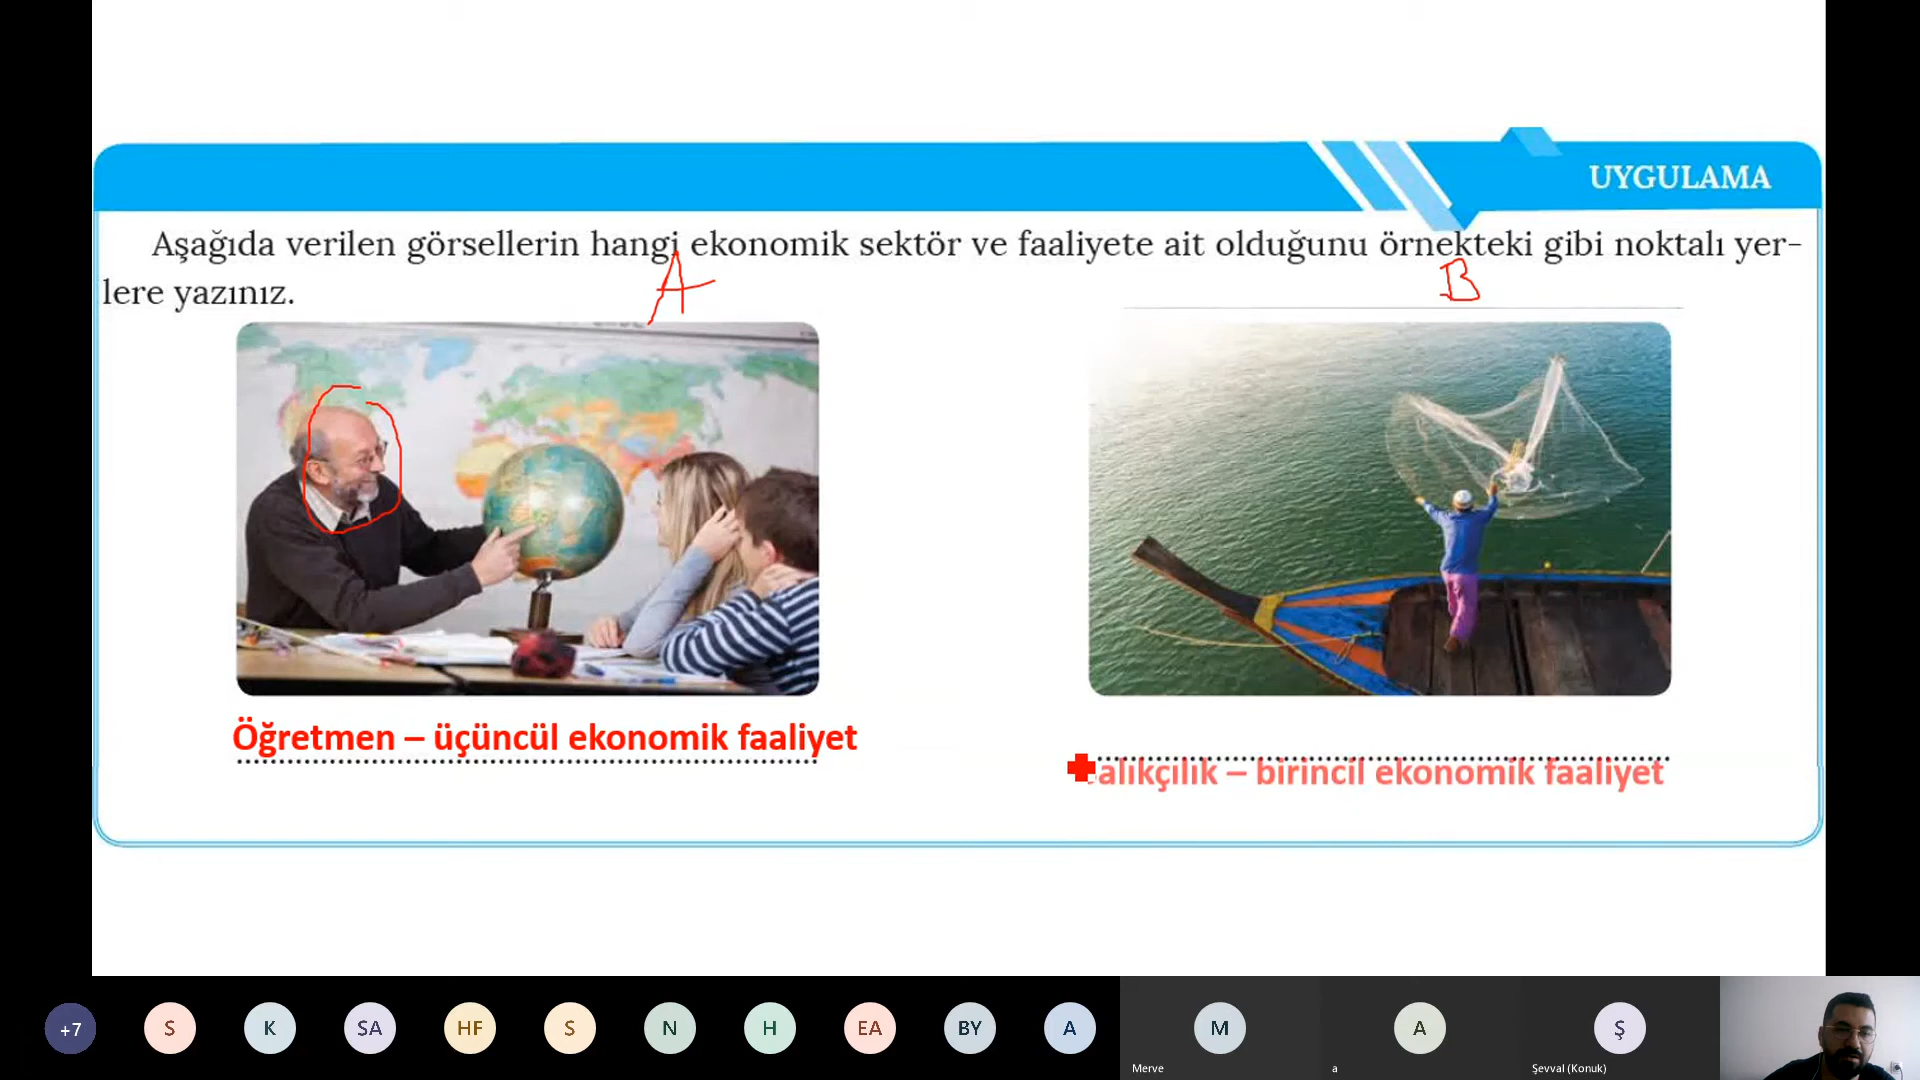 UYGULAMA
Aşağıda verilen görsellerin hangi ekonomik sektör ve faaliyete ait olduğunu örnekteki gibi noktalı yer-
lere yazınız.
A
B
Öğretmen – üçüncül ekonomik faaliyet
alıkçılık – birincil ekonomik faaliyet
+7
S
K
SA
HF
S
N
H
EA
BY
A
M
A
Ş
Merve
a
Şevval (Konuk)